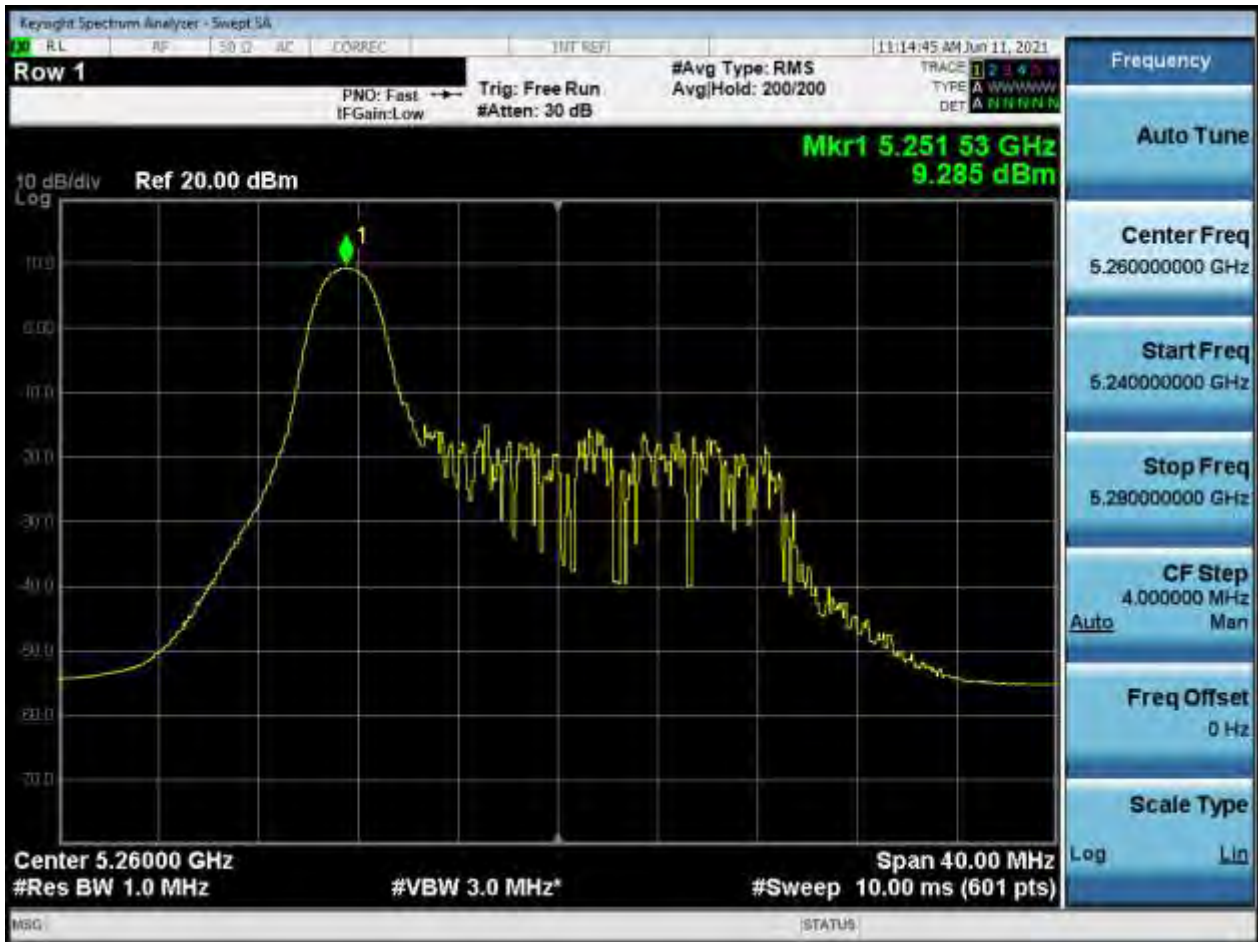 Keysight Spectrum Analyzer - Swept SA
RL RF 50 Ω AC CORREC INT REF 11:14:45 AM Jun 11, 2021
Row 1
PNO: Fast
IFGain:Low
Trig: Free Run
#Atten: 30 dB
#Avg Type: RMS
Avg|Hold: 200/200
TRACE 1 2 3 4 5 6
TYPE A WWWWW
DET A N N N N N
Mkr1 5.251 53 GHz
9.285 dBm
10 dB/div Ref 20.00 dBm
Log
1
10.0
0.00
-10.0
-20.0
-30.0
-40.0
-50.0
-60.0
-70.0
Center 5.26000 GHz
Span 40.00 MHz
#Res BW 1.0 MHz
#VBW 3.0 MHz*
#Sweep 10.00 ms (601 pts)
MSG STATUS
Frequency
Auto Tune
Center Freq
5.260000000 GHz
Start Freq
5.240000000 GHz
Stop Freq
5.280000000 GHz
CF Step
4.000000 MHz
Auto Man
Freq Offset
0 Hz
Scale Type
Log Lin